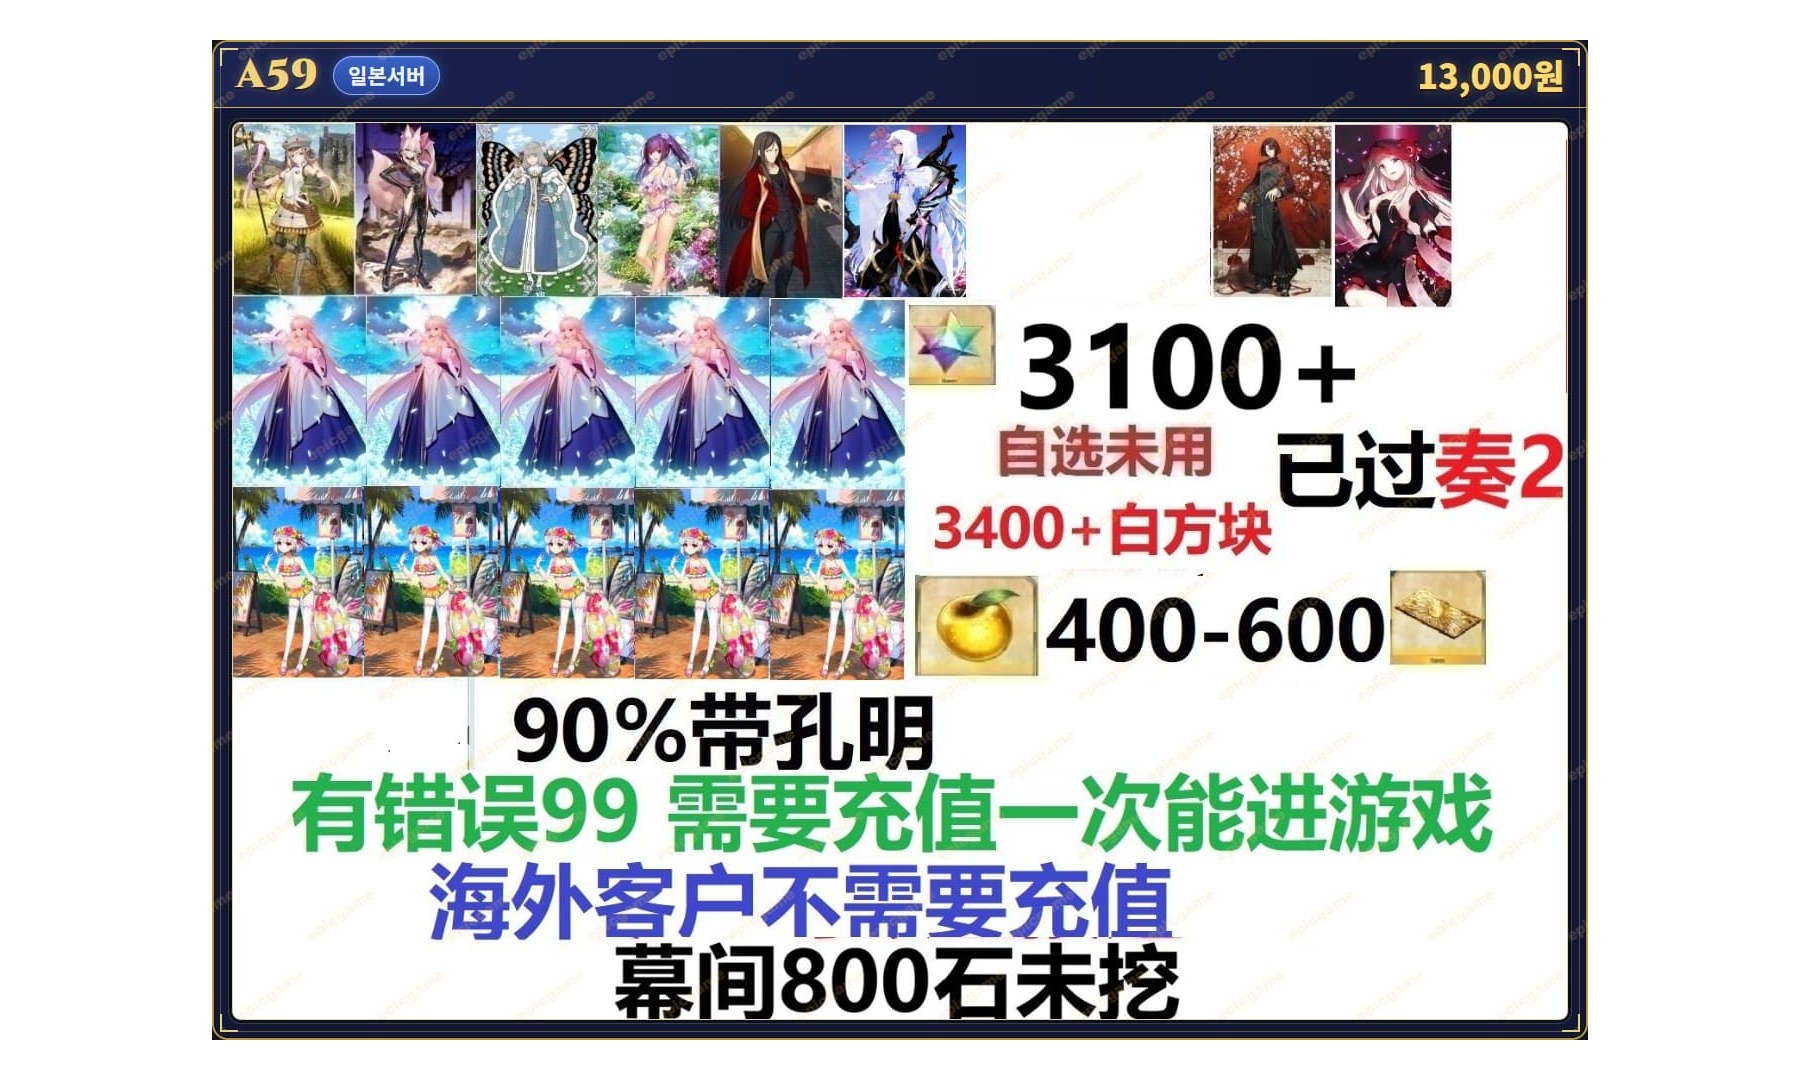 A59 일본서버 13,000원
3100+
自选未用
已过奏2
3400+白方块
400-600
90%带孔明
有错误99 需要充值一次能进游戏
海外客户不需要充值
幕间800石未挖
epicgame